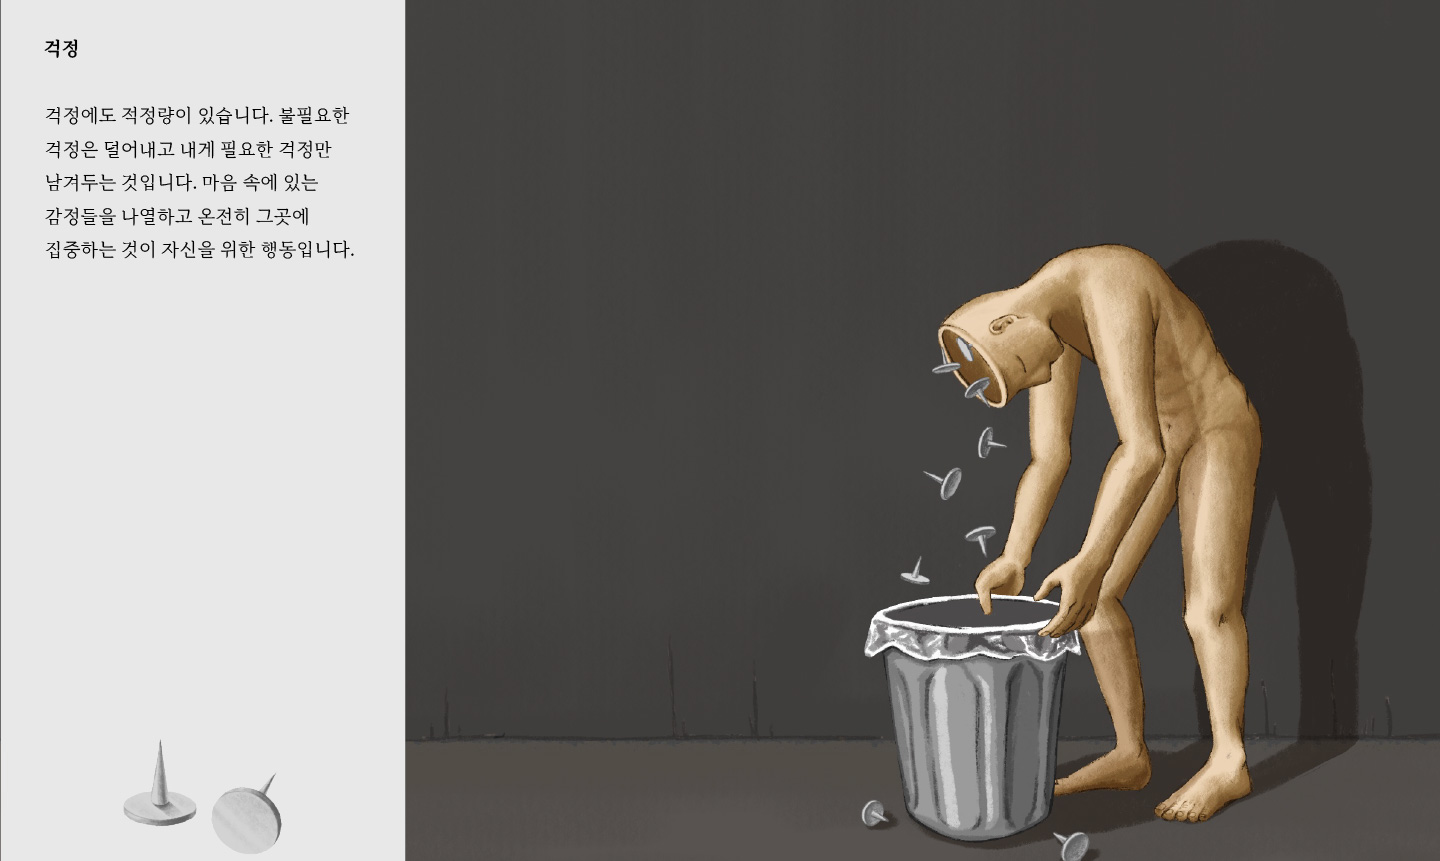 걱정
걱정에도 적정량이 있습니다. 불필요한
걱정은 덜어내고 내게 필요한 걱정만
남겨두는 것입니다. 마음 속에 있는
감정들을 나열하고 온전히 그곳에
집중하는 것이 자신을 위한 행동입니다.